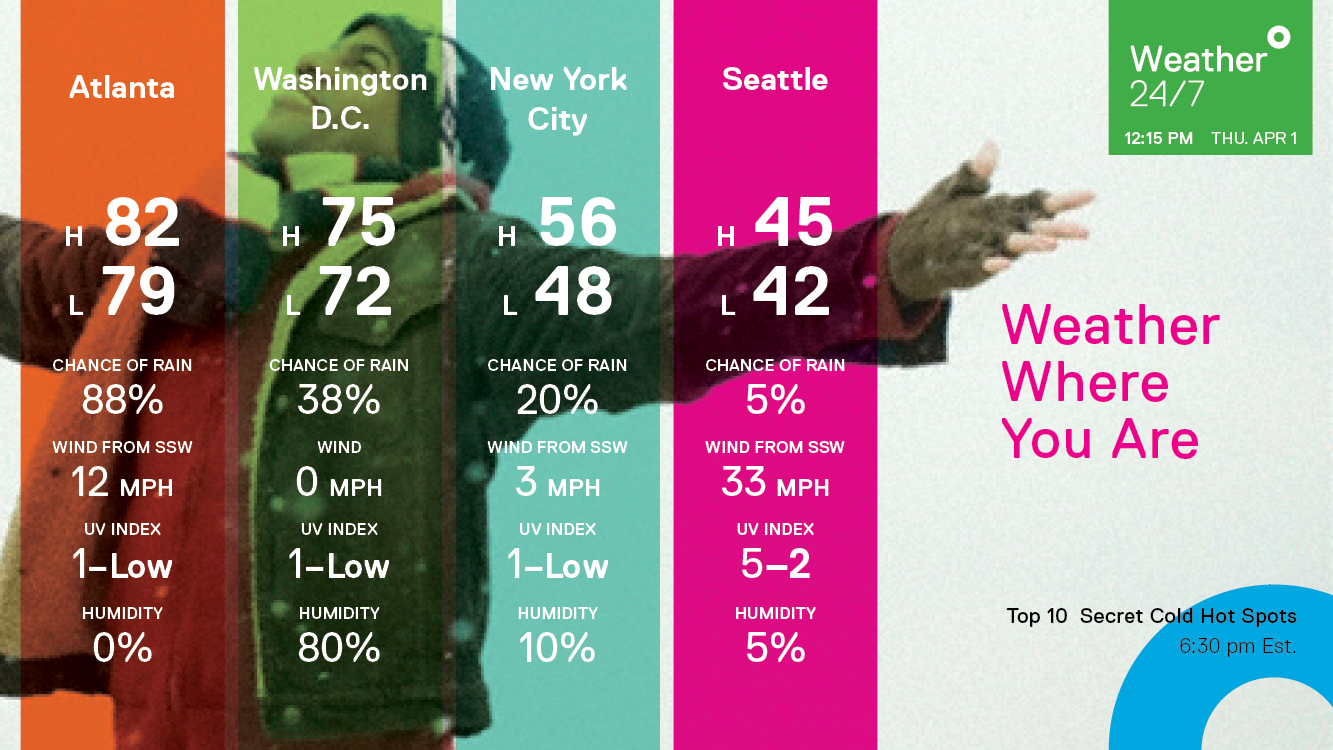 Atlanta
H 82
L 79
CHANCE OF RAIN
88%
WIND FROM SSW
12 MPH
UV INDEX
1–Low
HUMIDITY
0%
Washington
D.C.
H 75
L 72
CHANCE OF RAIN
38%
WIND
0 MPH
UV INDEX
1–Low
HUMIDITY
80%
New York
City
H 56
L 48
CHANCE OF RAIN
20%
WIND FROM SSW
3 MPH
UV INDEX
1–Low
HUMIDITY
10%
Seattle
H 45
L 42
CHANCE OF RAIN
5%
WIND FROM SSW
33 MPH
UV INDEX
5–2
HUMIDITY
5%
Weather
24/7
12:15 PM THU. APR 1
Weather
Where
You Are
Top 10 Secret Cold Hot Spots
6:30 pm Est.